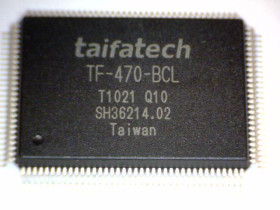 taifatech
TF-470-BCL
T1021 Q10
SH36214.02
Taiwan